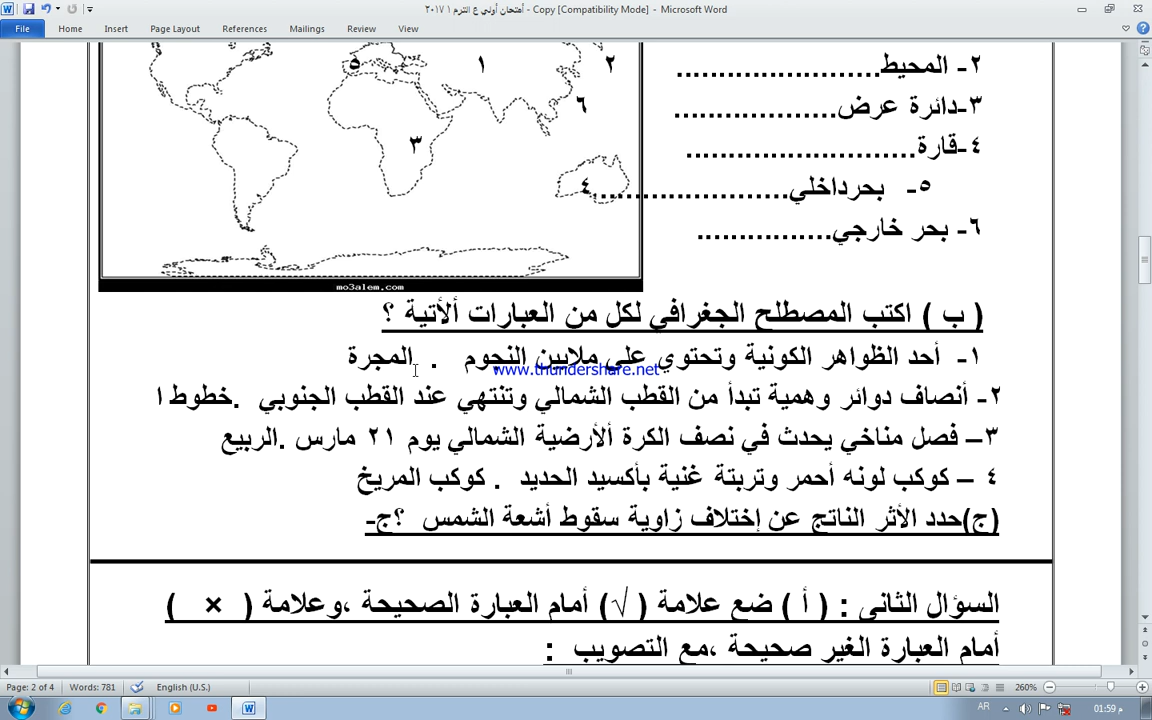 أمتحان أولي ع الترم ١ ٢٠١٧ - Copy [Compatibility Mode] - Microsoft Word
File Home Insert Page Layout References Mailings Review View
١ ٢ ٣ ٤ ٥ ٦
mo3alem.com
٢- المحيط.......................
٣-دائرة عرض...................
٤-قارة..........................
٥- بحرداخلي.......................
٦- بحر خارجي................
( ب ) اكتب المصطلح الجغرافي لكل من العبارات ألأتية ؟
١- أحد الظواهر الكونية وتحتوي علي ملايين النجوم . المجرة
www.thundershare.net
٢- أنصاف دوائر وهمية تبدأ من القطب الشمالي وتنتهي عند القطب الجنوبي .خطوط ا
٣– فصل مناخي يحدث في نصف الكرة ألأرضية الشمالي يوم ٢١ مارس .الربيع
٤ – كوكب لونه أحمر وتربتة غنية بأكسيد الحديد . كوكب المريخ
(ج)حدد الأثر الناتج عن إختلاف زاوية سقوط أشعة الشمس ؟ج-
السؤال الثاني : ( أ ) ضع علامة ( √ ) أمام العبارة الصحيحة ،وعلامة ( × )
أمام العبارة الغير صحيحة ،مع التصويب :
Page: 2 of 4 Words: 781 English (U.S.) 260%
AR 01:59 م